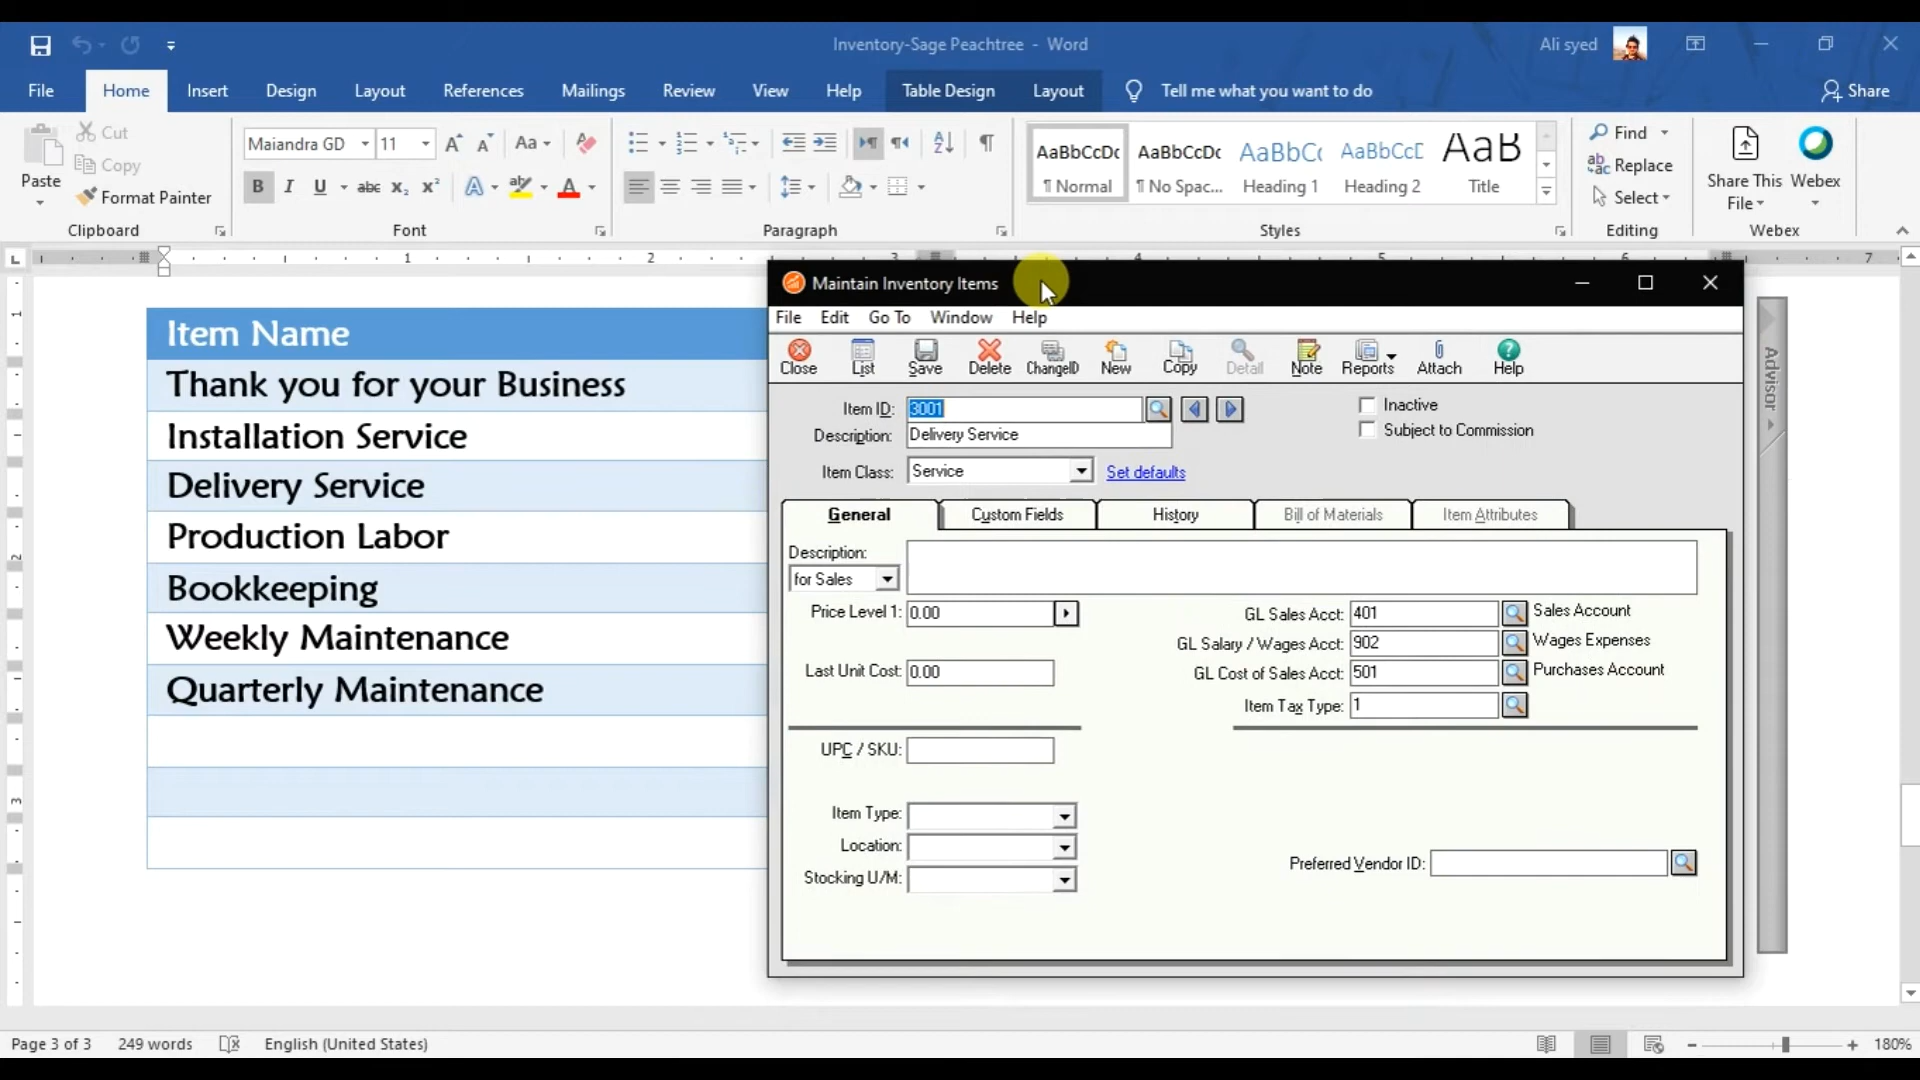 Inventory-Sage Peachtree - Word
Ali syed
File Home Insert Design Layout References Mailings Review View Help Table Design Layout Tell me what you want to do Share
Paste
Cut
Copy
Format Painter
Clipboard
Maiandra GD 11
Font
Paragraph
AaBbCcDc AaBbCcDc AaBbCc AaBbCcD AaB
¶ Normal ¶ No Spac... Heading 1 Heading 2 Title
Styles
Find
Replace
Select
Editing
Share This File
Webex
Webex
1 2 3 4 5 6 7
Item Name
Thank you for your Business
Installation Service
Delivery Service
Production Labor
Bookkeeping
Weekly Maintenance
Quarterly Maintenance
Maintain Inventory Items
File Edit Go To Window Help
Close List Save Delete ChangeID New Copy Detail Note Reports Attach Help
Item ID: 3001
Inactive
Description: Delivery Service
Subject to Commission
Item Class: Service Set defaults
General Custom Fields History Bill of Materials Item Attributes
Description:
for Sales
Price Level 1: 0.00
GL Sales Acct: 401 Sales Account
GL Salary / Wages Acct: 902 Wages Expenses
Last Unit Cost: 0.00
GL Cost of Sales Acct: 501 Purchases Account
Item Tax Type: 1
UPC / SKU:
Item Type:
Location:
Stocking U/M:
Preferred Vendor ID:
Advisor
Page 3 of 3 249 words English (United States) 180%